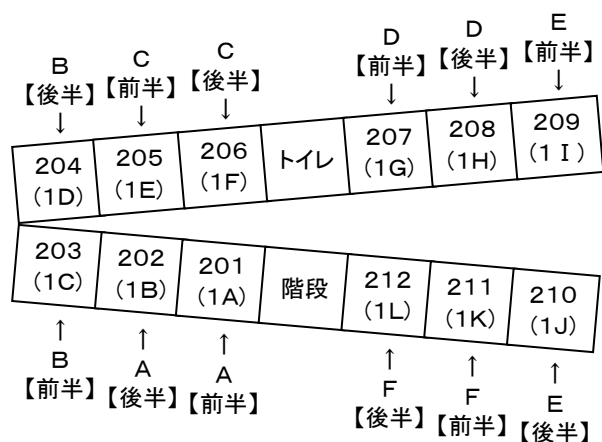 B
【後半】
↓
C
【前半】
↓
C
【後半】
↓
D
【前半】
↓
D
【後半】
↓
E
【前半】
↓
204
(1D)
205
(1E)
206
(1F)
トイレ
207
(1G)
208
(1H)
209
(1I)
203
(1C)
202
(1B)
201
(1A)
階段
212
(1L)
211
(1K)
210
(1J)
↑
B
【前半】
↑
A
【後半】
↑
A
【前半】
↑
F
【後半】
↑
F
【前半】
↑
E
【後半】